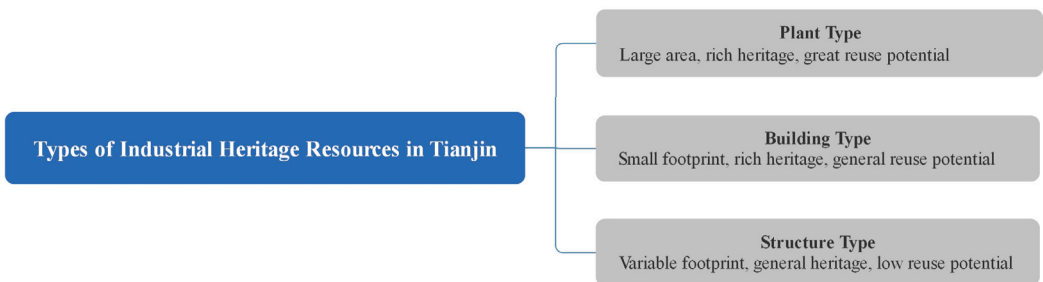 Types of Industrial Heritage Resources in Tianjin
Plant Type
Large area, rich heritage, great reuse potential
Building Type
Small footprint, rich heritage, general reuse potential
Structure Type
Variable footprint, general heritage, low reuse potential